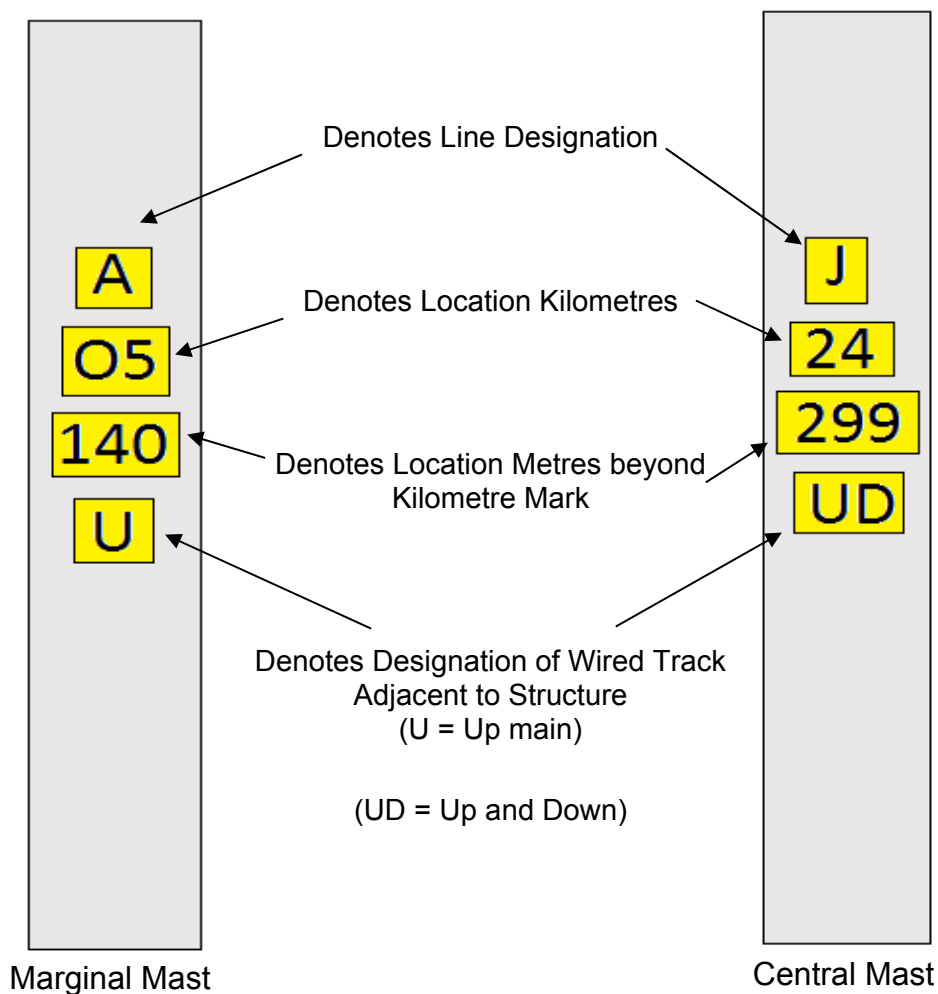 Denotes Line Designation
A
J
Denotes Location Kilometres
O5
24
140
299
Denotes Location Metres beyond
Kilometre Mark
U
UD
Denotes Designation of Wired Track
Adjacent to Structure
(U = Up main)
(UD = Up and Down)
Marginal Mast
Central Mast